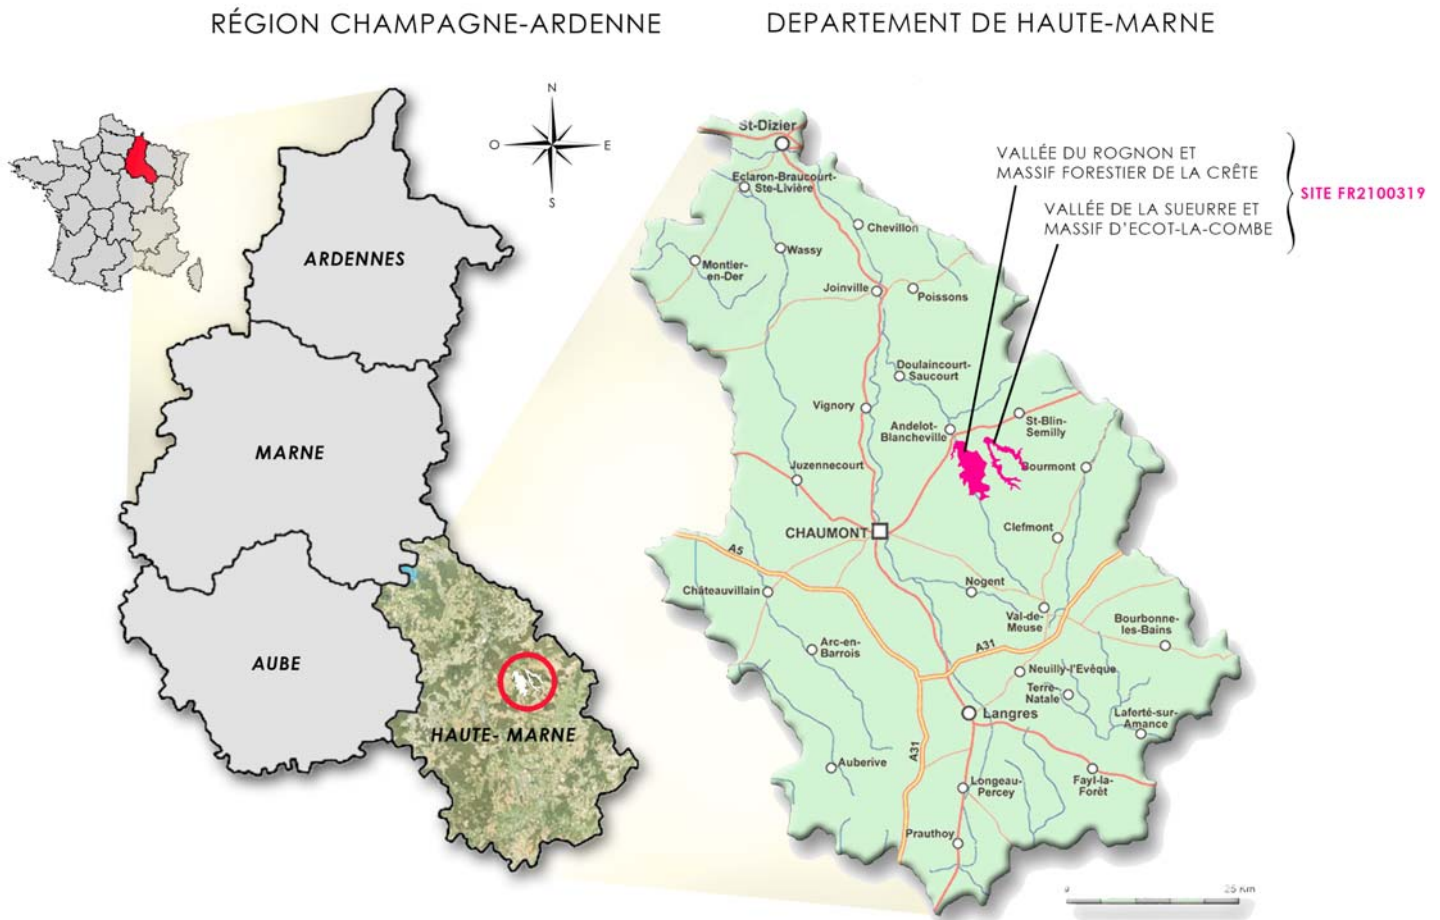 RÉGION CHAMPAGNE-ARDENNE
DEPARTEMENT DE HAUTE-MARNE
N
O
E
S
ARDENNES
MARNE
AUBE
HAUTE- MARNE
VALLÉE DU ROGNON ET
MASSIF FORESTIER DE LA CRÊTE
VALLÉE DE LA SUEURRE ET
MASSIF D'ECOT-LA-COMBE
SITE FR2100319
St-Dizier
Eclaron-Braucourt-
Ste-Livière
Chevillon
Wassy
Montier-
en-Der
Joinville
Poissons
Doulaincourt-
Saucourt
Vignory
Andelot-
Blancheville
St-Blin-
Semilly
Juzennecourt
Bourmont
CHAUMONT
Clefmont
A5
Châteauvillain
Nogent
Val-de-
Meuse
Bourbonne-
les-Bains
Arc-en-
Barrois
A31
Neuilly-l'Evêque
Terre-
Natale
Langres
Laferté-sur-
Amance
A31
Auberive
Longeau-
Percey
Fayl-la-
Forêt
Prauthoy
25 Km